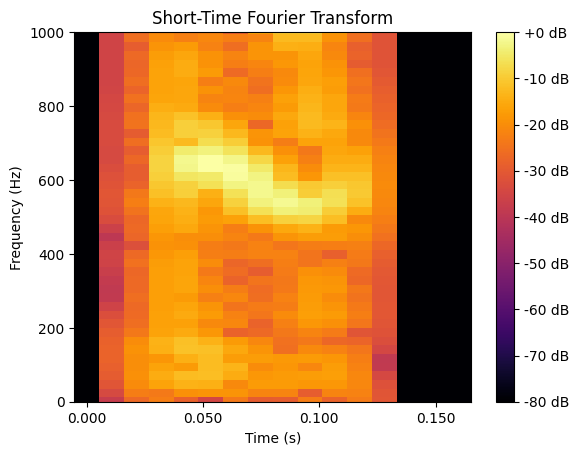 Short-Time Fourier Transform
Frequency (Hz)
1000
800
600
400
200
0
0.000
0.050
0.100
0.150
Time (s)
+0 dB
-10 dB
-20 dB
-30 dB
-40 dB
-50 dB
-60 dB
-70 dB
-80 dB